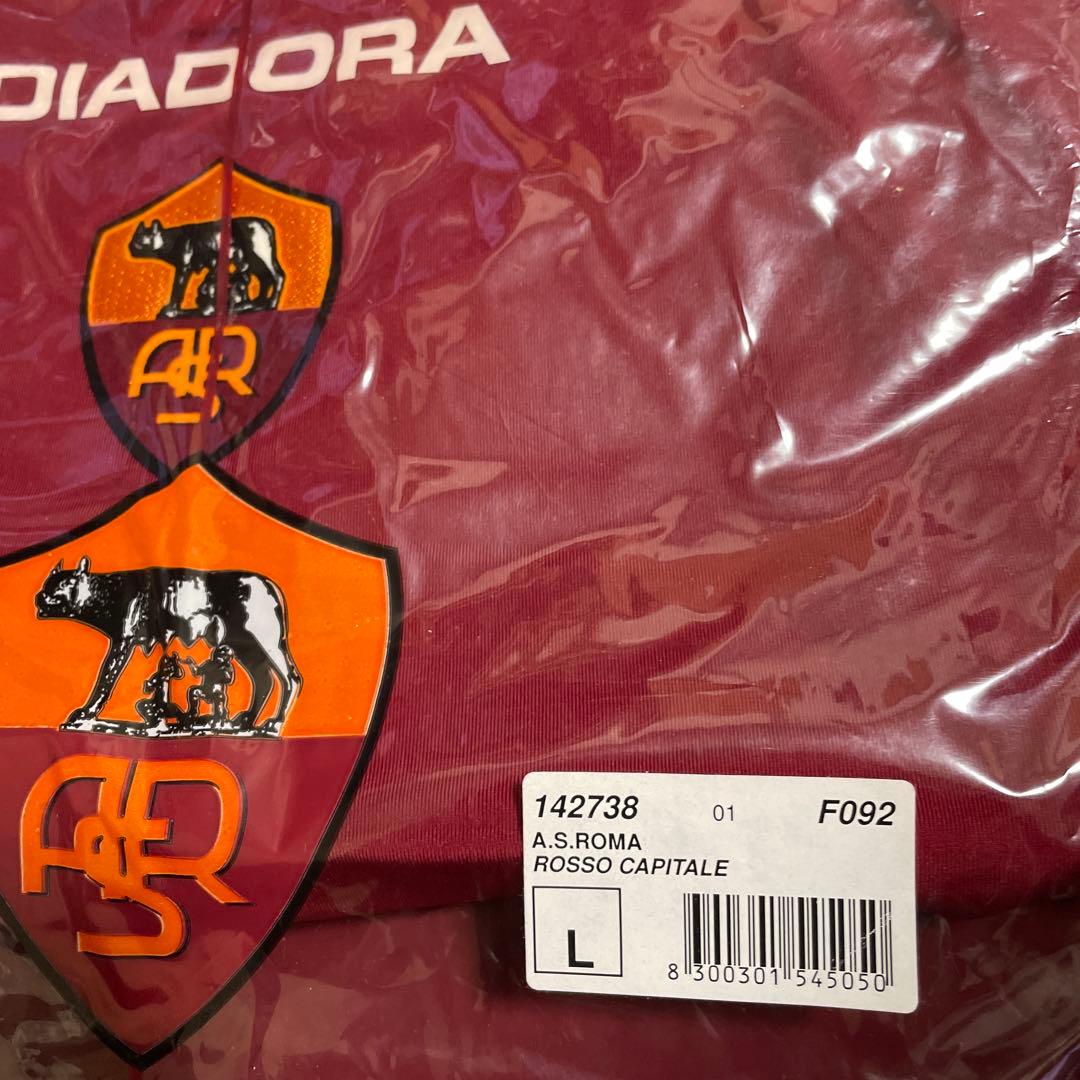 DIADORA
ASR
ASR
142738 01 F092
A.S.ROMA
ROSSO CAPITALE
L
8 300301 545050